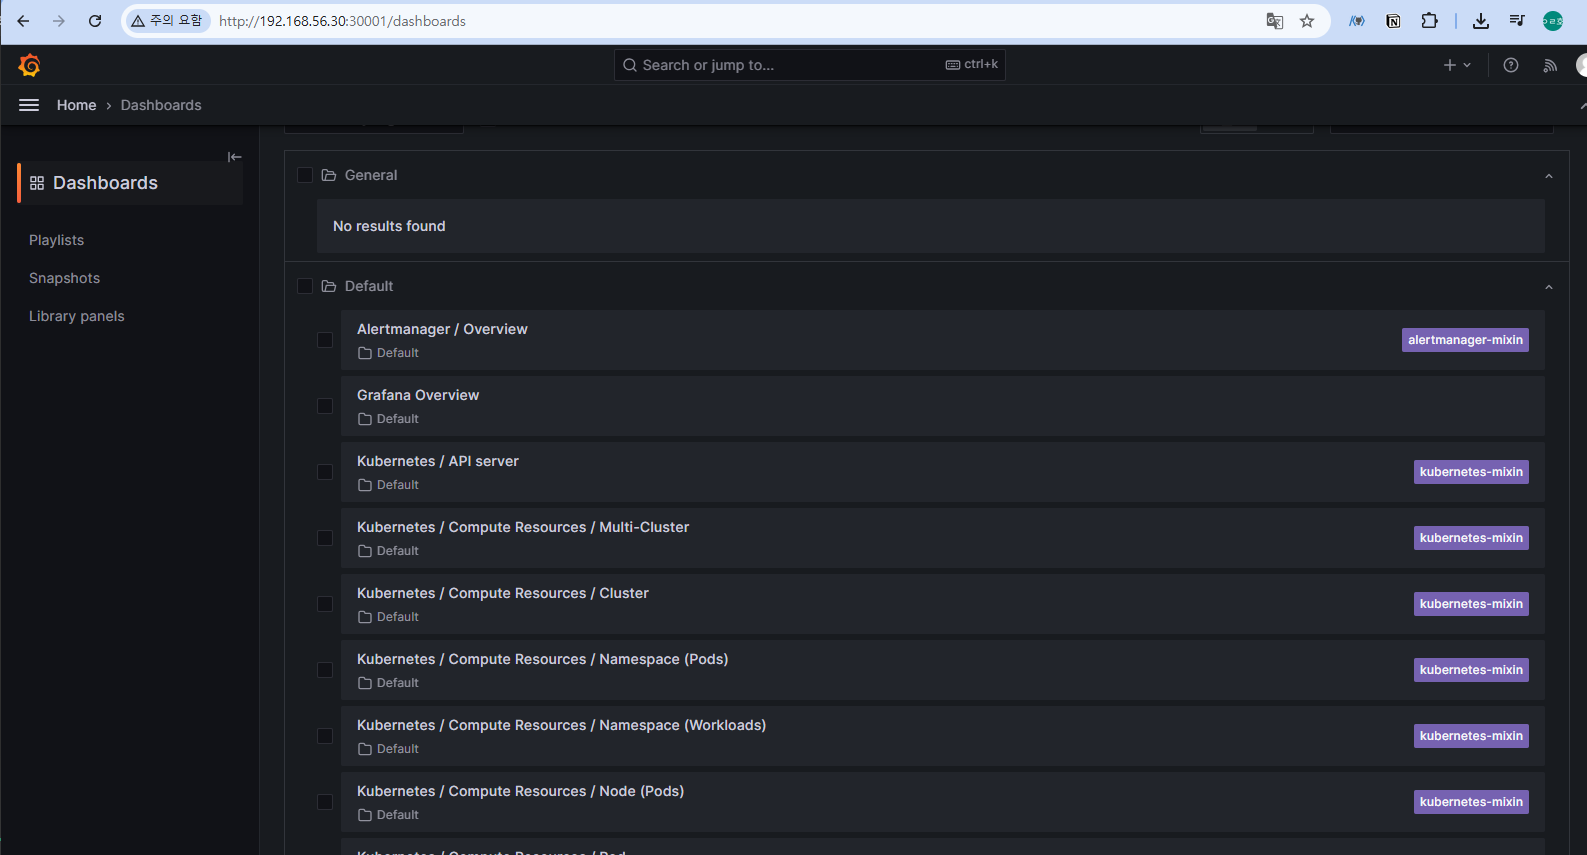 주의 요함 http://192.168.56.30:30001/dashboards
Search or jump to... ctrl+k
Home › Dashboards
Dashboards
Playlists
Snapshots
Library panels
General
No results found
Default
Alertmanager / Overview
Default
alertmanager-mixin
Grafana Overview
Default
Kubernetes / API server
Default
kubernetes-mixin
Kubernetes / Compute Resources / Multi-Cluster
Default
kubernetes-mixin
Kubernetes / Compute Resources / Cluster
Default
kubernetes-mixin
Kubernetes / Compute Resources / Namespace (Pods)
Default
kubernetes-mixin
Kubernetes / Compute Resources / Namespace (Workloads)
Default
kubernetes-mixin
Kubernetes / Compute Resources / Node (Pods)
Default
kubernetes-mixin
Kubernetes / Compute Resources / Pod